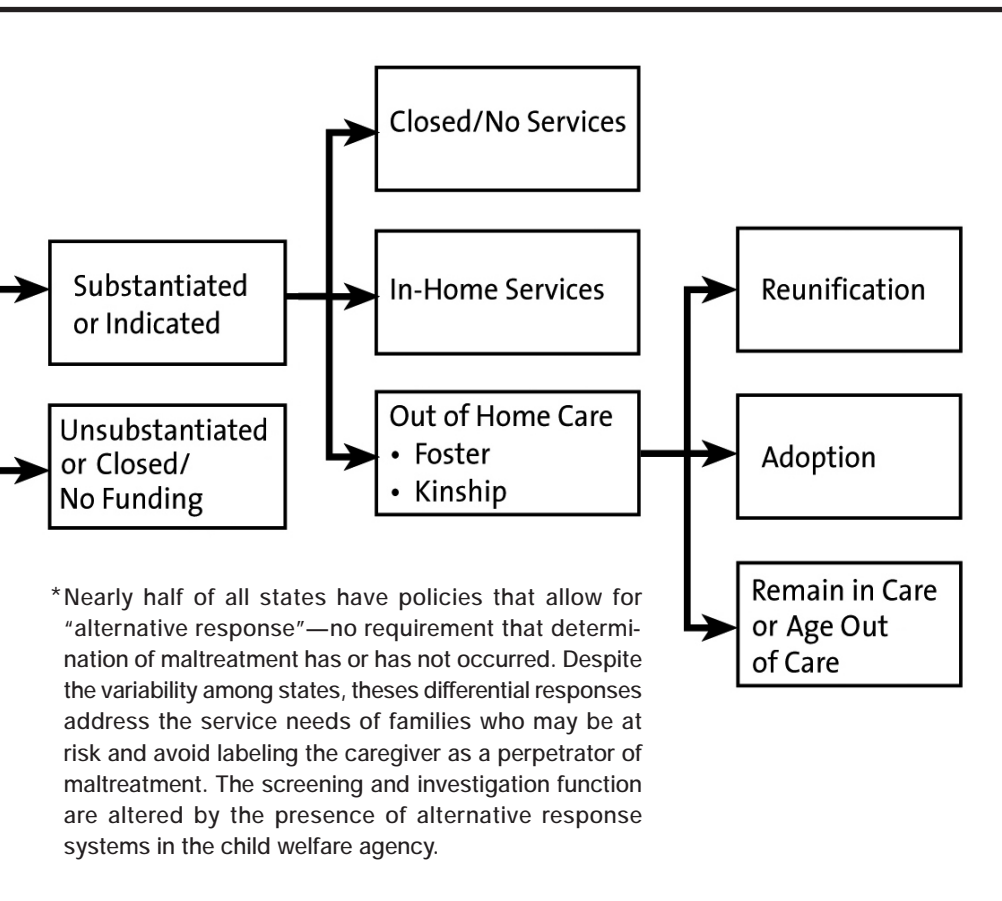 Closed/No Services
Substantiated
or Indicated
In-Home Services
Reunification
Unsubstantiated
or Closed/
No Funding
Out of Home Care
• Foster
• Kinship
Adoption
Remain in Care
or Age Out
of Care
*Nearly half of all states have policies that allow for
“alternative response”—no requirement that determi-
nation of maltreatment has or has not occurred. Despite
the variability among states, theses differential responses
address the service needs of families who may be at
risk and avoid labeling the caregiver as a perpetrator of
maltreatment. The screening and investigation function
are altered by the presence of alternative response
systems in the child welfare agency.